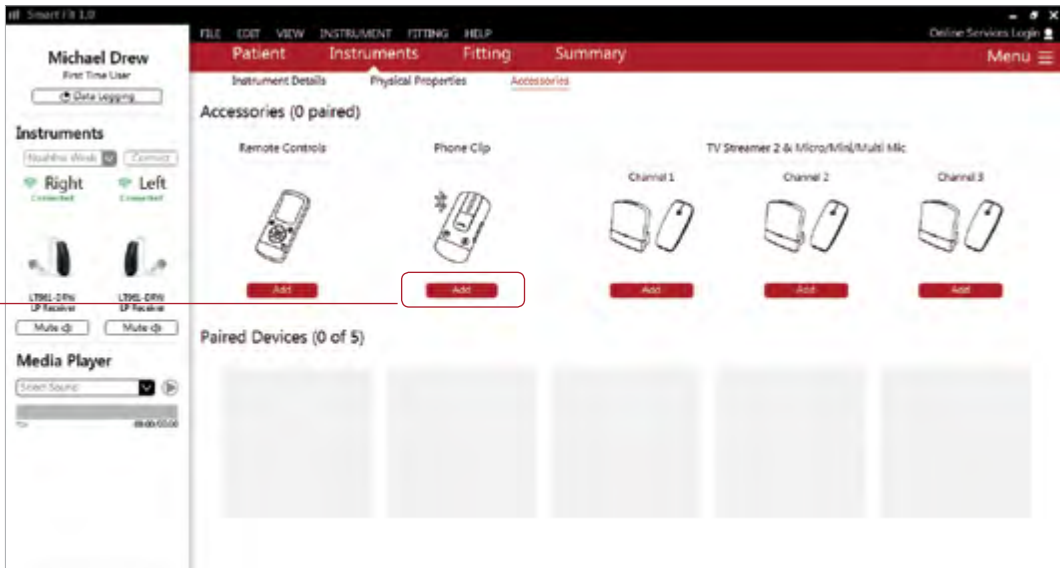 Smart Fit 1.0
FILE EDIT VIEW INSTRUMENT FITTING HELP
Online Services Login
Patient Instruments Fitting Summary
Menu
Michael Drew
First Time User
Data Logging
Instrument Details Physical Properties Accessories
Accessories (0 paired)
Instruments
Connect
Right Left
Connected Connected
LP Receiver LP Receiver
Mute Mute
Media Player
Select Sound
00:00/00:00
Remote Controls Phone Clip TV Streamer 2 & Micro/Mini/Multi Mic
Channel 1 Channel 2 Channel 3
Add Add Add Add Add
Paired Devices (0 of 5)